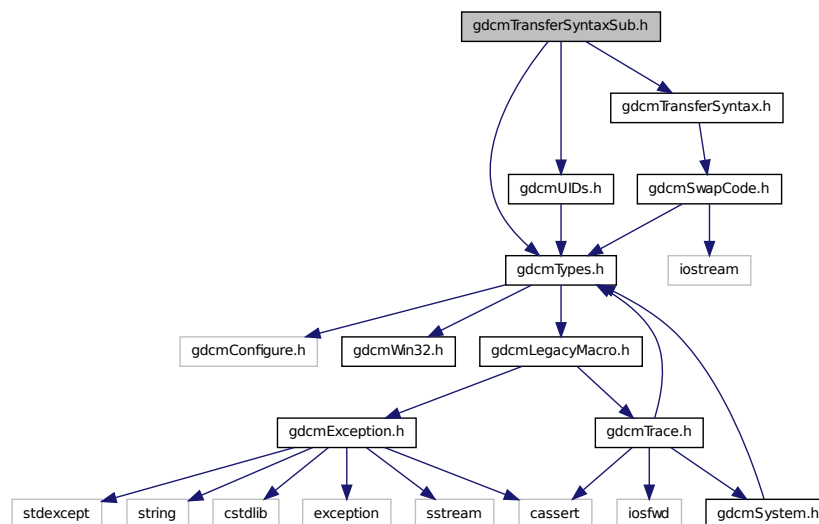 gdcmTransferSyntaxSub.h
gdcmTransferSyntax.h
gdcmUIDs.h
gdcmSwapCode.h
gdcmTypes.h
iostream
gdcmConfigure.h
gdcmWin32.h
gdcmLegacyMacro.h
gdcmException.h
gdcmTrace.h
stdexcept
string
cstdlib
exception
sstream
cassert
iosfwd
gdcmSystem.h